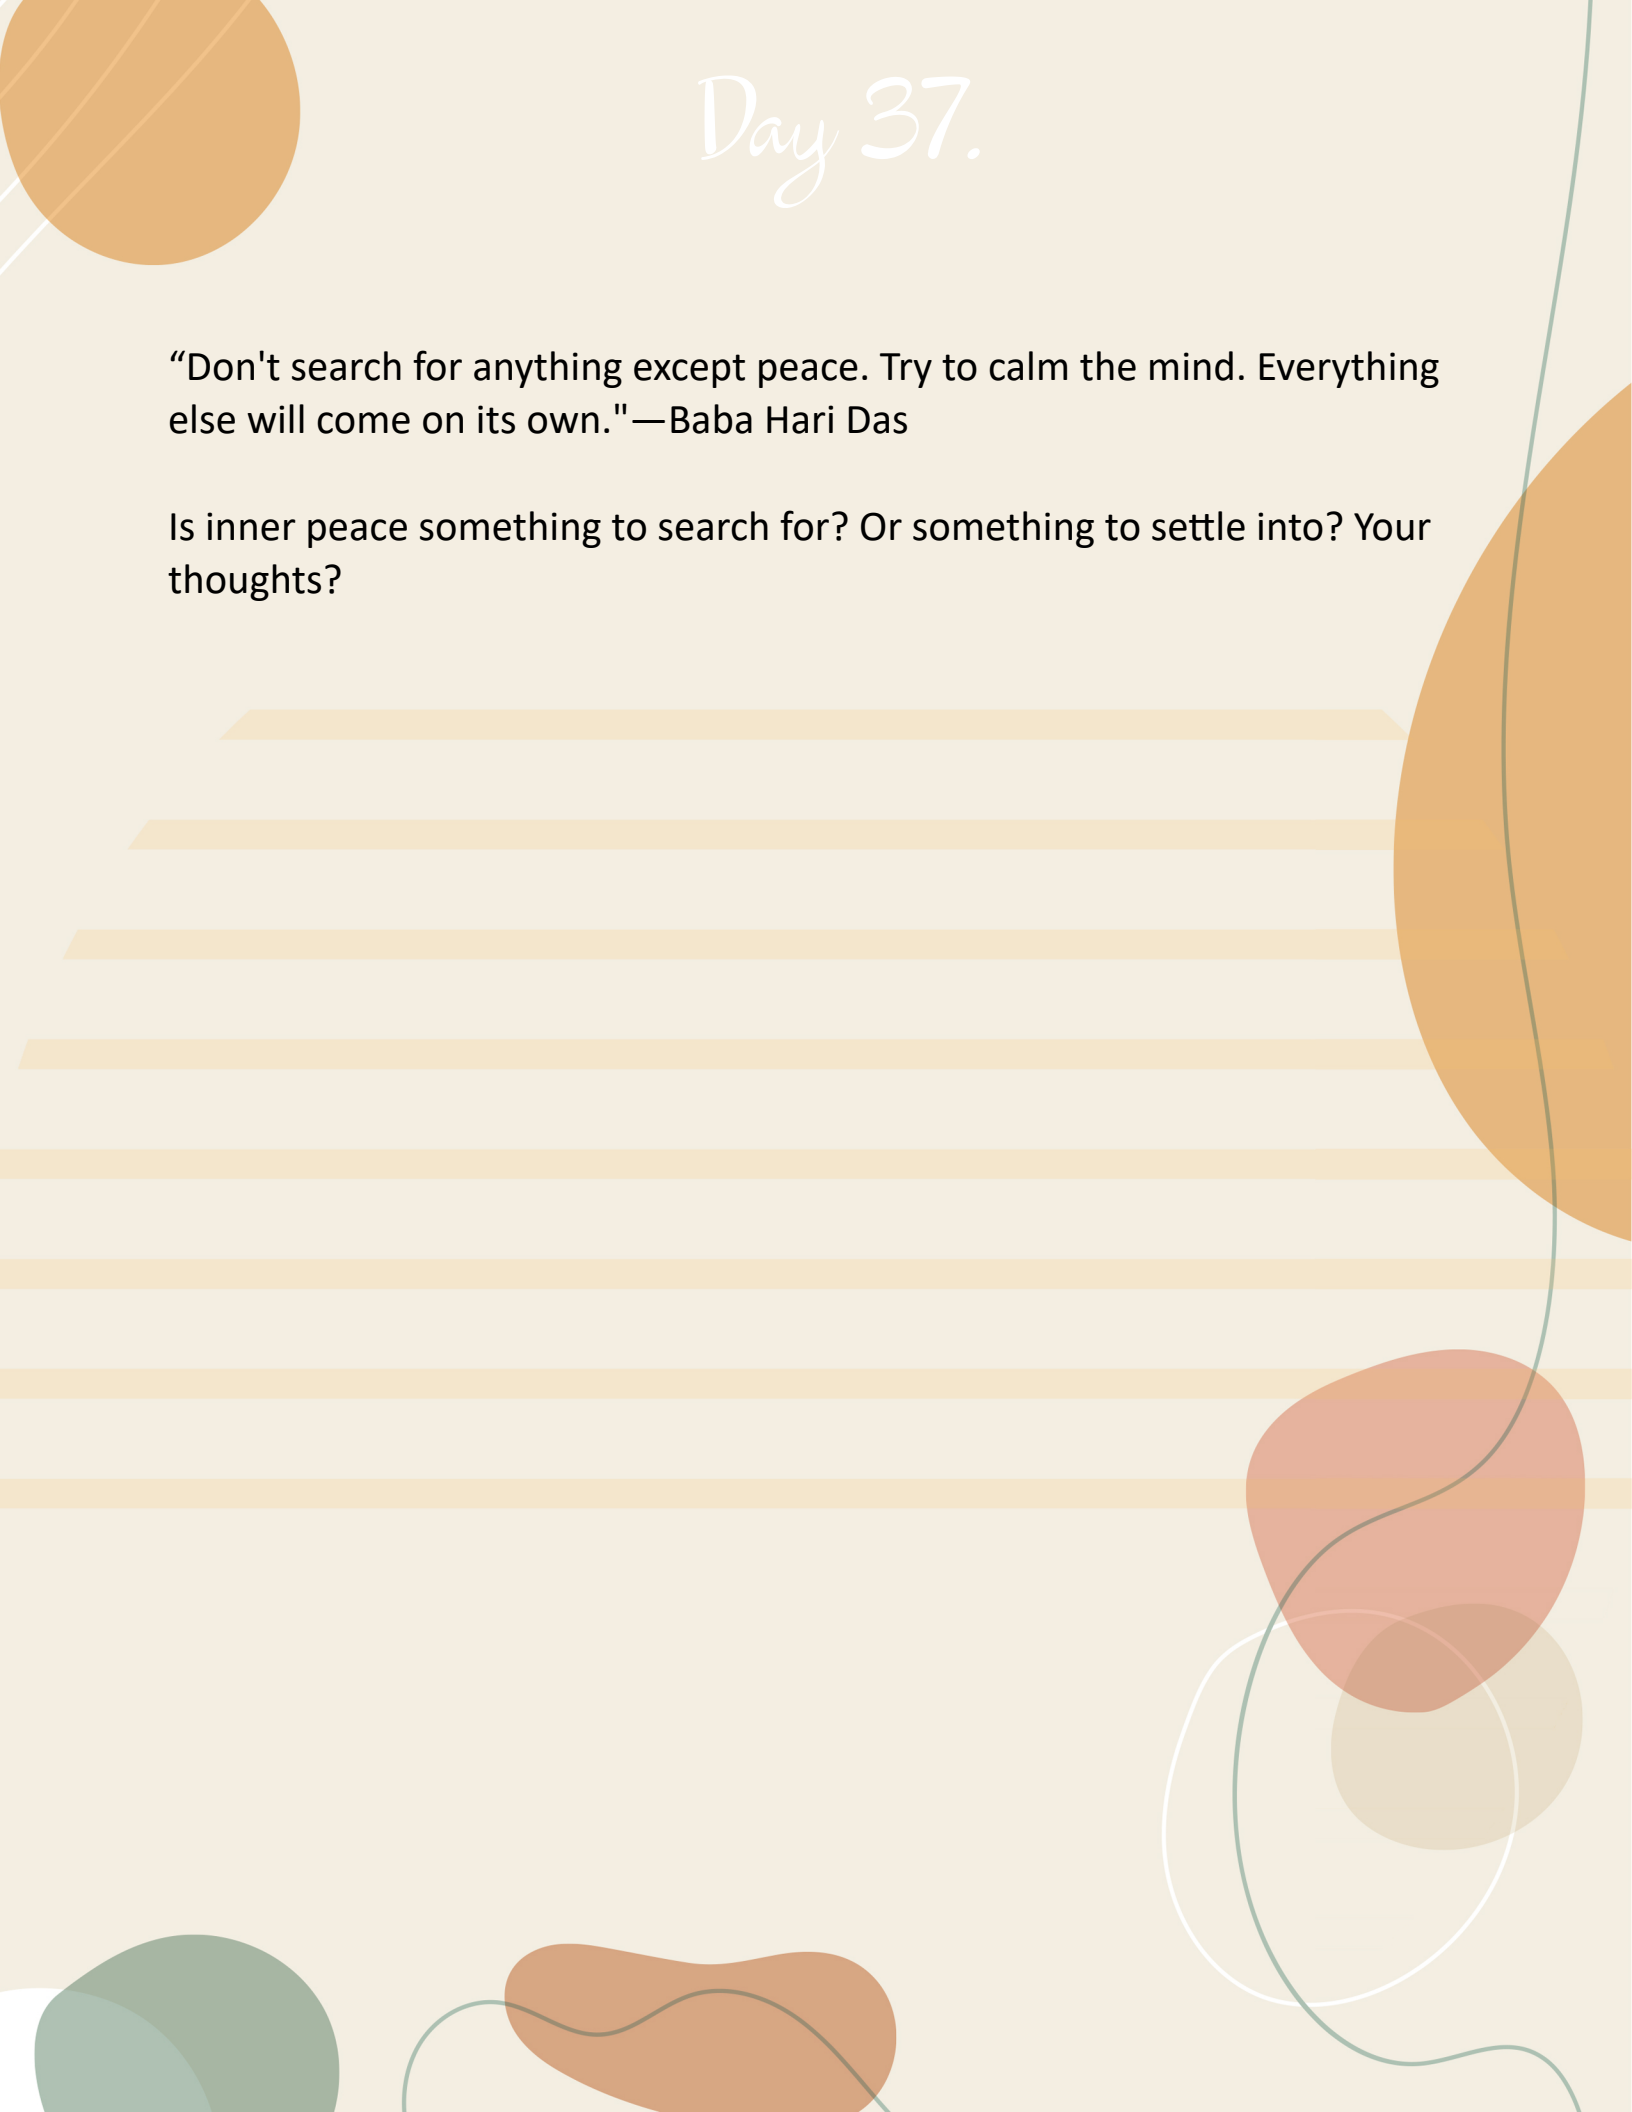 Day 37.
“Don't search for anything except peace. Try to calm the mind. Everything
else will come on its own."—Baba Hari Das
Is inner peace something to search for? Or something to settle into? Your
thoughts?